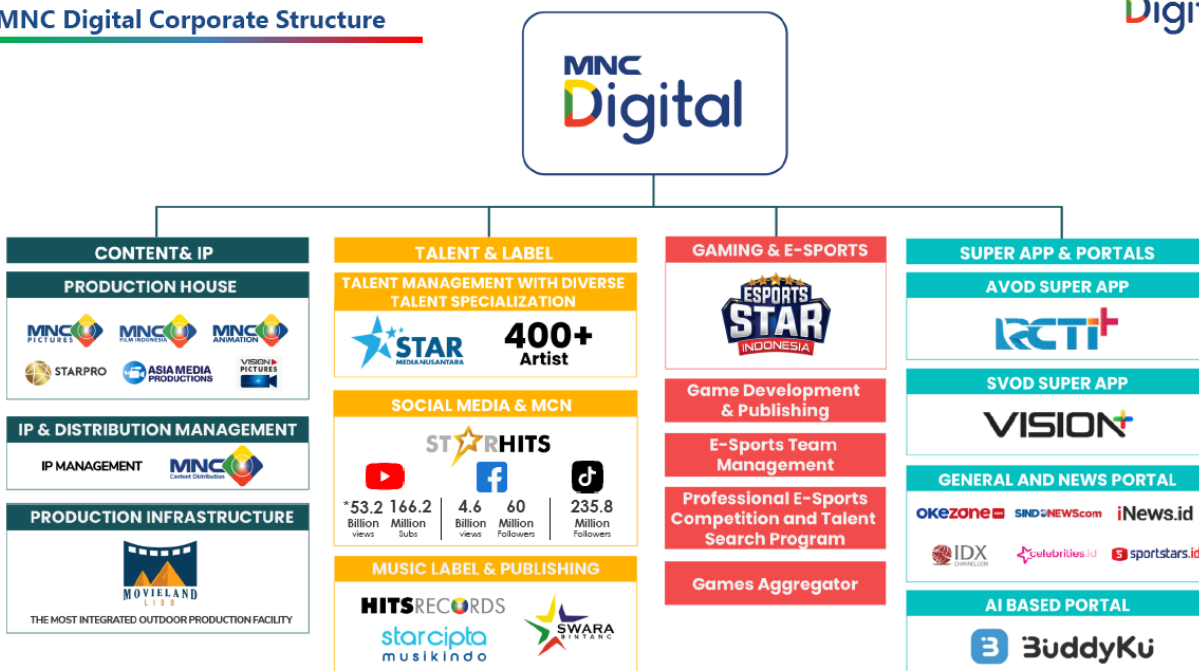 MNC Digital Corporate Structure
Digi
MNC
Digital
CONTENT& IP
PRODUCTION HOUSE
MNC
PICTURES
MNC
FILM INDONESIA
MNC
ANIMATION
STARPRO
ASIA MEDIA
PRODUCTIONS
VISION
PICTURES
IP & DISTRIBUTION MANAGEMENT
IP MANAGEMENT
MNC
Content Distribution
PRODUCTION INFRASTRUCTURE
MOVIELAND
LIDO
THE MOST INTEGRATED OUTDOOR PRODUCTION FACILITY
TALENT & LABEL
TALENT MANAGEMENT WITH DIVERSE
TALENT SPECIALIZATION
STAR
MEDIA NUSANTARA
400+
Artist
SOCIAL MEDIA & MCN
STARHITS
*53.2 166.2 4.6 60 235.8
Billion Million Billion Million Million
views Subs views Followers Followers
MUSIC LABEL & PUBLISHING
HITSRECORDS
starcipta
musikindo
SWARA
BINTANG
GAMING & E-SPORTS
ESPORTS
STAR
INDONESIA
Game Development
& Publishing
E-Sports Team
Management
Professional E-Sports
Competition and Talent
Search Program
Games Aggregator
SUPER APP & PORTALS
AVOD SUPER APP
RCTI+
SVOD SUPER APP
VISION+
GENERAL AND NEWS PORTAL
OKEZONE SINDONEWS.com iNews.id
IDX
CHANNEL.COM
celebrities.id
sportstars.id
AI BASED PORTAL
BuddyKu